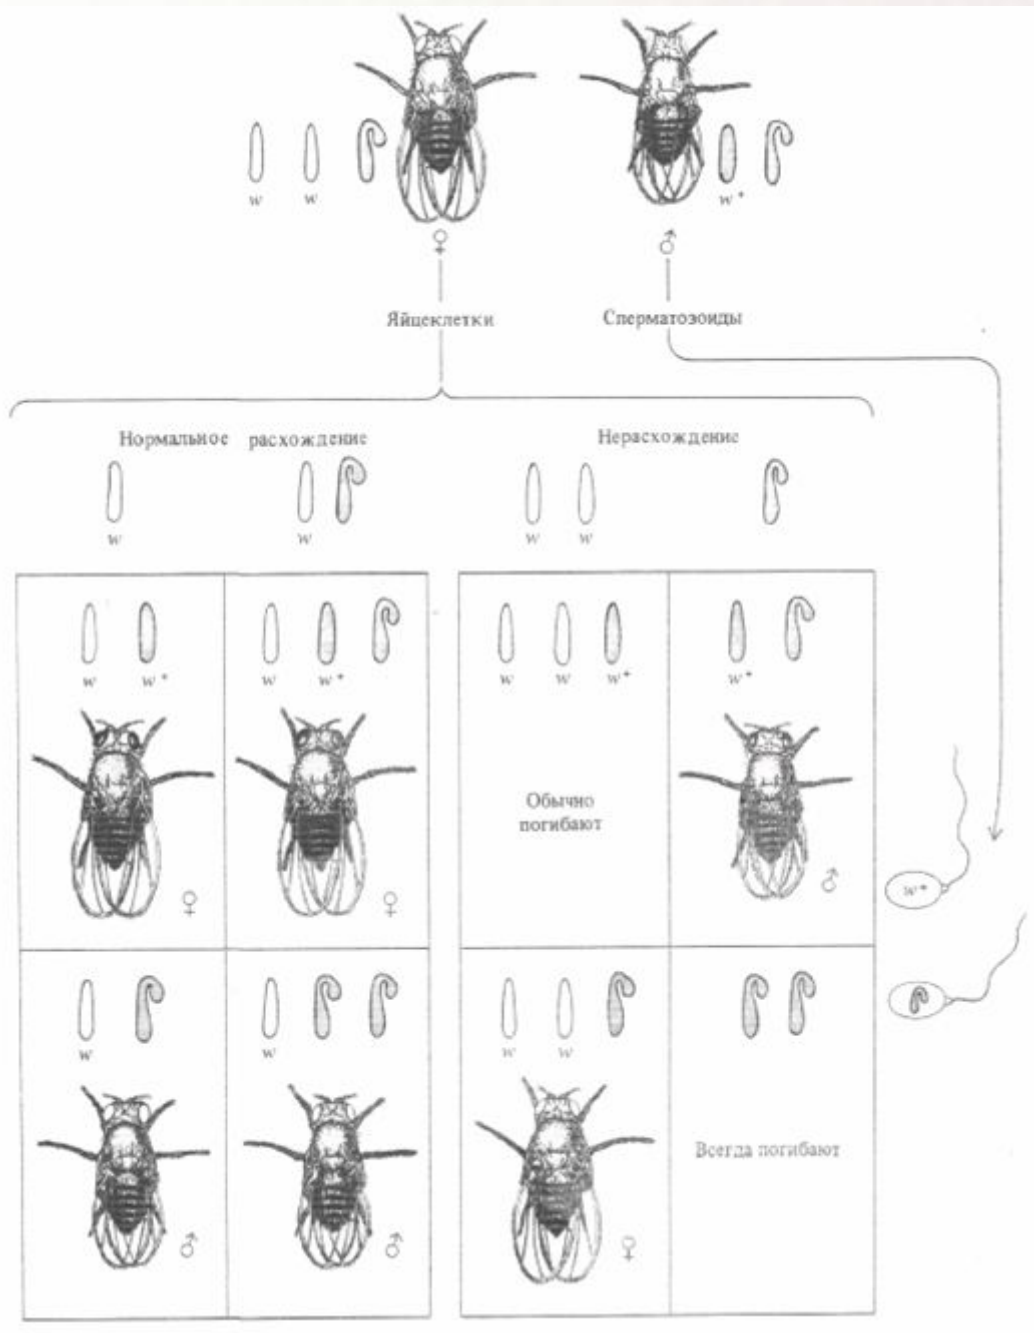 w w w⁺
♀ ♂
Яйцеклетки Сперматозоиды
Нормальное расхождение Нерасхождение
w w w w
w w⁺ w w⁺ w w w⁺ w⁺
Обычно
погибают
♀ ♀ ♂
w⁺
w w w w
Всегда погибают
♂ ♂ ♀